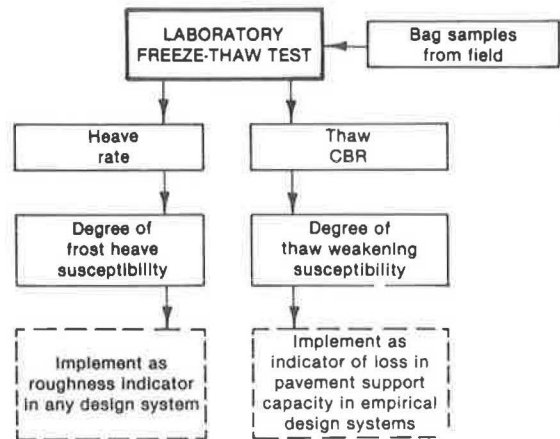 LABORATORY
FREEZE-THAW TEST
Bag samples
from field
Heave
rate
Thaw
CBR
Degree of
frost heave
susceptibility
Degree of
thaw weakening
susceptibility
Implement as
roughness indicator
in any design system
Implement as
indicator of loss in
pavement support
capacity in empirical
design systems